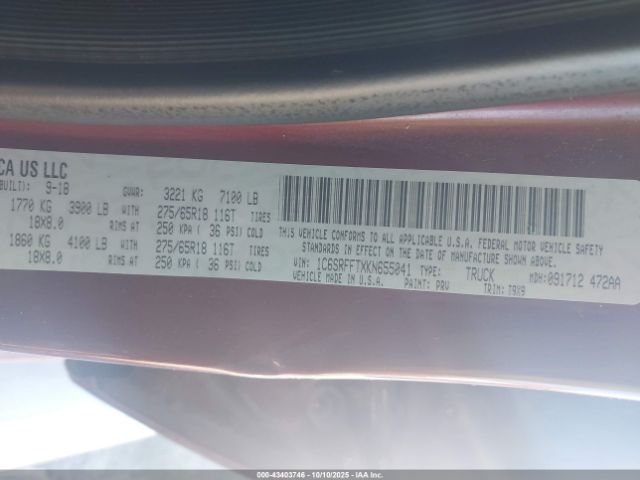 CA US LLC
BUILT): 9-18 GVWR: 3221 KG 7100 LB
1770 KG 3900 LB WITH 275/65R18 116T TIRES
18X8.0 RIMS AT 250 KPA ( 36 PSI) COLD
1860 KG 4100 LB WITH 275/65R18 116T TIRES
18X8.0 RIMS AT 250 KPA ( 36 PSI) COLD
THIS VEHICLE CONFORMS TO ALL APPLICABLE U.S.A. FEDERAL MOTOR VEHICLE SAFETY
STANDARDS IN EFFECT ON THE DATE OF MANUFACTURE SHOWN ABOVE.
VIN: 1C6SRFFTXKN655041 TYPE: TRUCK MDH:091712 472AA
VEHICLE MADE IN U.S.A. PAINT: PRV TRIM: T9X9
000-43403746 - 10/10/2025 - IAAI.COM